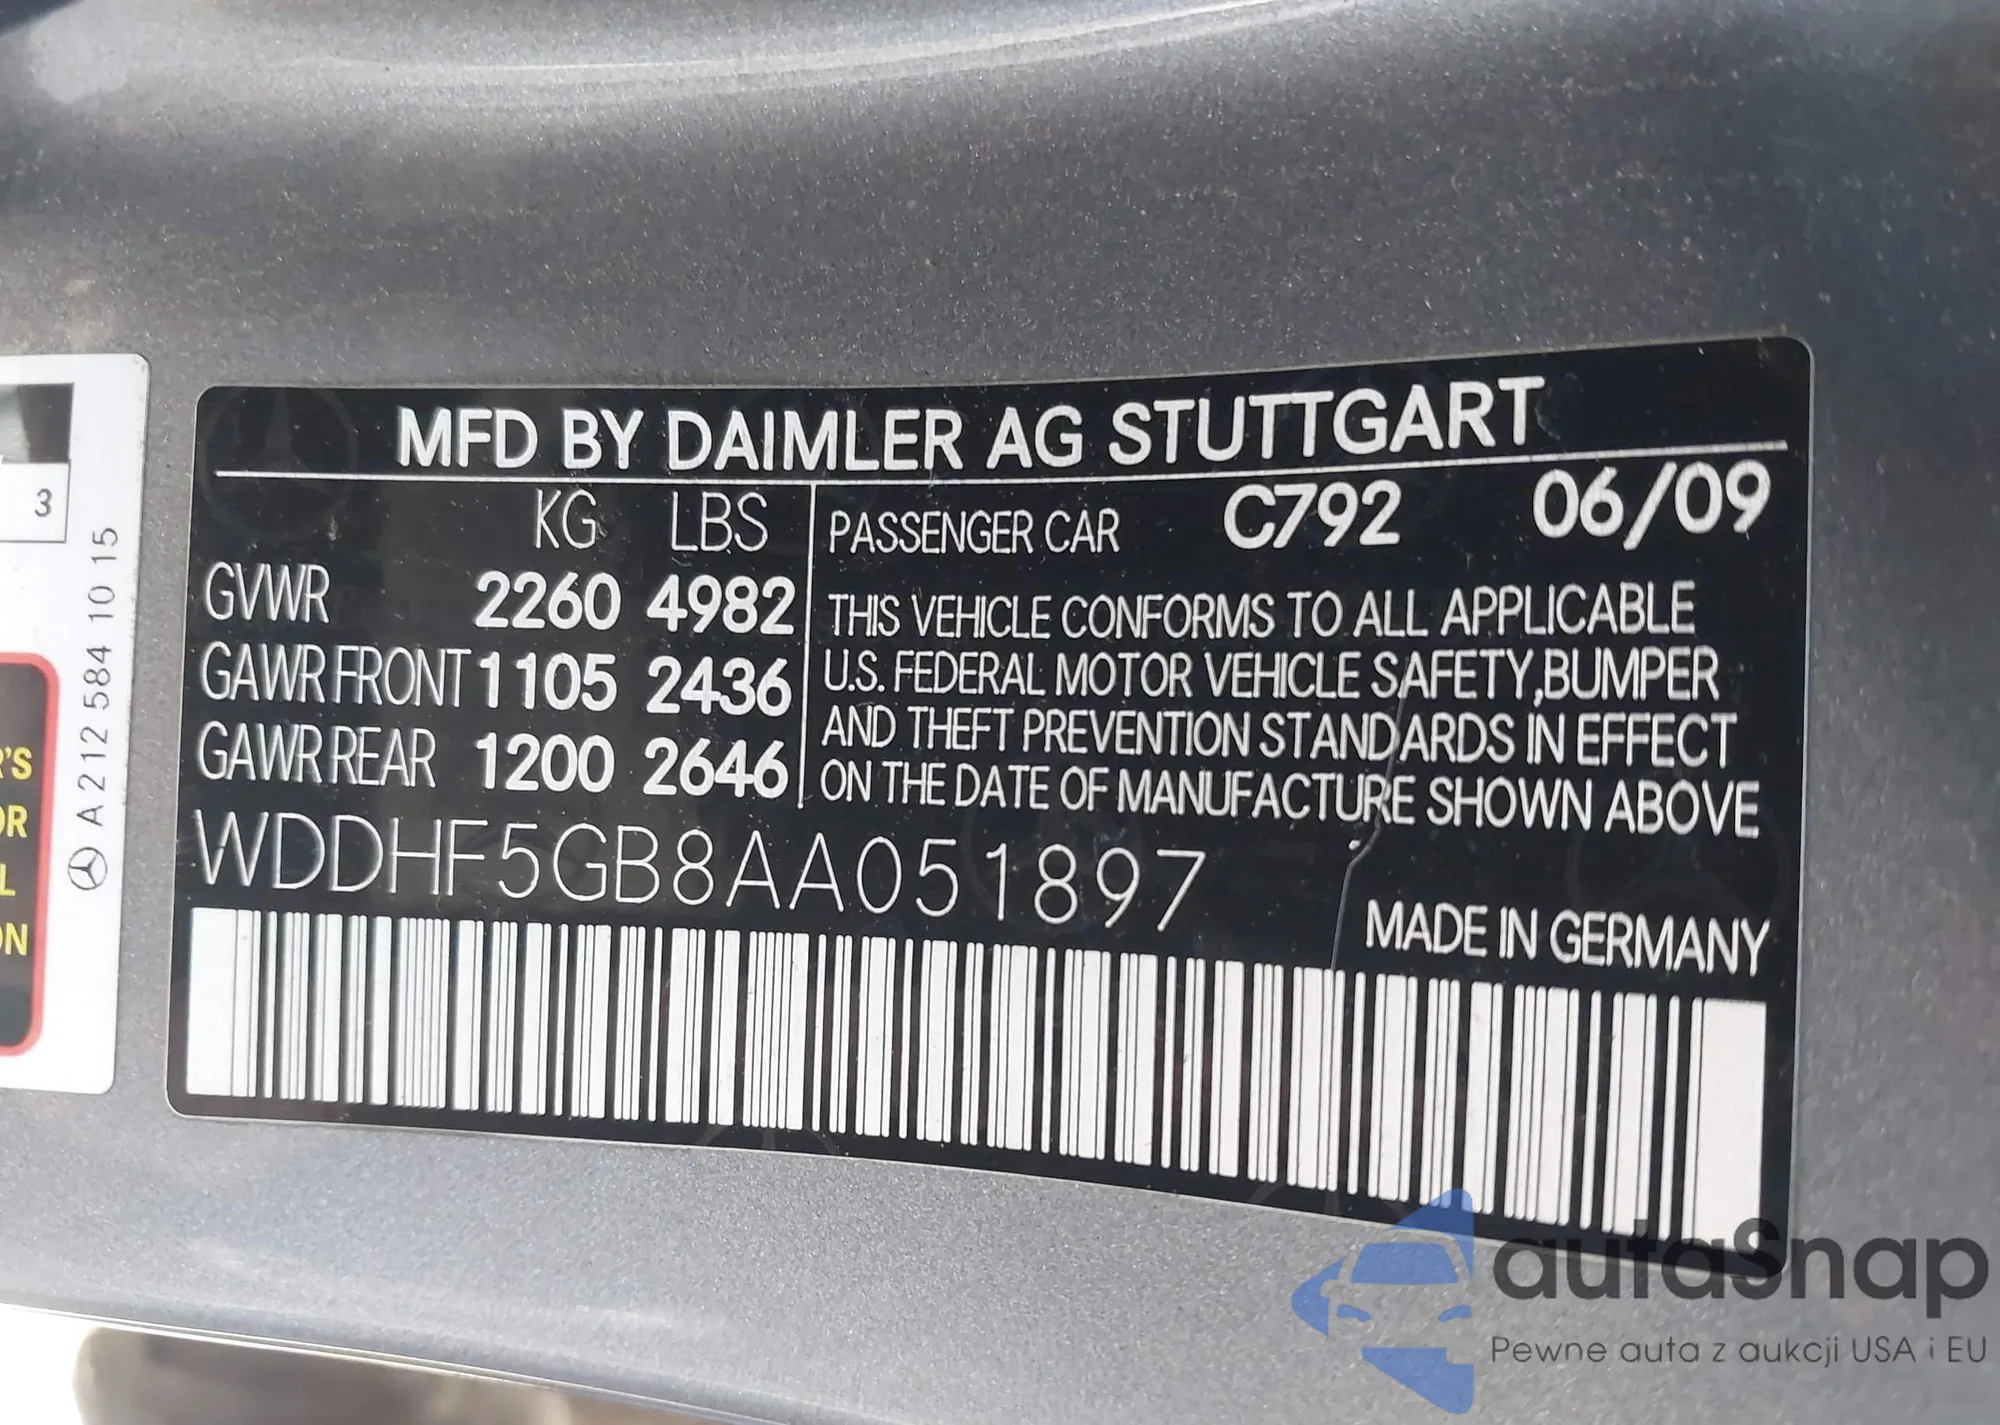 MFD BY DAIMLER AG STUTTGART
KG LBS
GVWR 2260 4982
GAWR FRONT 1105 2436
GAWR REAR 1200 2646
PASSENGER CAR C792 06/09
THIS VEHICLE CONFORMS TO ALL APPLICABLE
U.S. FEDERAL MOTOR VEHICLE SAFETY, BUMPER
AND THEFT PREVENTION STANDARDS IN EFFECT
ON THE DATE OF MANUFACTURE SHOWN ABOVE
WDDHF5GB8AA051897
MADE IN GERMANY
3
A 212 584 10 15
autaSnap
Pewne auta z aukcji USA i EU